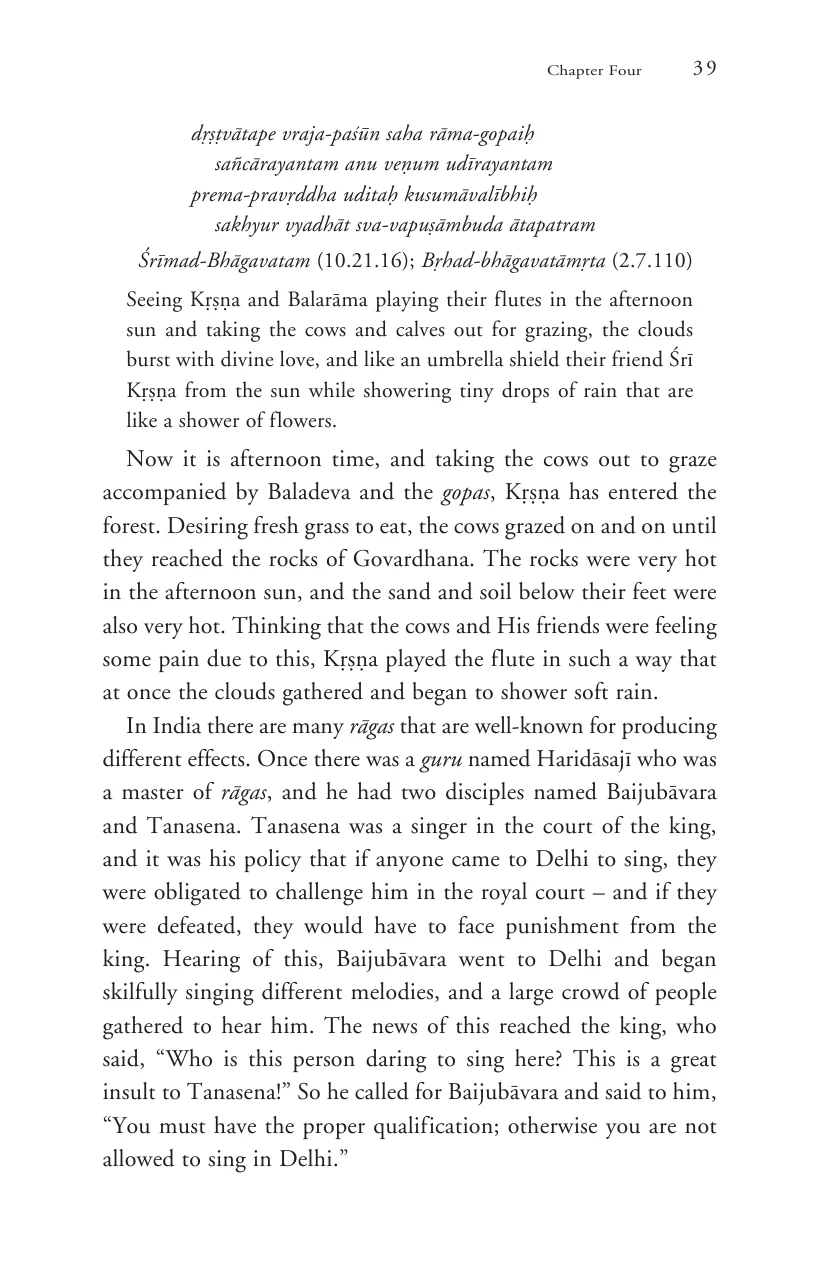 Chapter Four 39
dṛṣṭvātape vraja-paśūn saha rāma-gopaiḥ
sañcārayantam anu veṇum udīrayantam
prema-pravṛddha uditaḥ kusumāvalībhiḥ
sakhyur vyadhāt sva-vapuṣāmbuda ātapatram
Śrīmad-Bhāgavatam (10.21.16); Bṛhad-bhāgavatāmṛta (2.7.110)
Seeing Kṛṣṇa and Balarāma playing their flutes in the afternoon
sun and taking the cows and calves out for grazing, the clouds
burst with divine love, and like an umbrella shield their friend Śrī
Kṛṣṇa from the sun while showering tiny drops of rain that are
like a shower of flowers.
Now it is afternoon time, and taking the cows out to graze
accompanied by Baladeva and the gopas, Kṛṣṇa has entered the
forest. Desiring fresh grass to eat, the cows grazed on and on until
they reached the rocks of Govardhana. The rocks were very hot
in the afternoon sun, and the sand and soil below their feet were
also very hot. Thinking that the cows and His friends were feeling
some pain due to this, Kṛṣṇa played the flute in such a way that
at once the clouds gathered and began to shower soft rain.
In India there are many rāgas that are well-known for producing
different effects. Once there was a guru named Haridāsajī who was
a master of rāgas, and he had two disciples named Baijubāvara
and Tanasena. Tanasena was a singer in the court of the king,
and it was his policy that if anyone came to Delhi to sing, they
were obligated to challenge him in the royal court – and if they
were defeated, they would have to face punishment from the
king. Hearing of this, Baijubāvara went to Delhi and began
skilfully singing different melodies, and a large crowd of people
gathered to hear him. The news of this reached the king, who
said, “Who is this person daring to sing here? This is a great
insult to Tanasena!” So he called for Baijubāvara and said to him,
“You must have the proper qualification; otherwise you are not
allowed to sing in Delhi.”